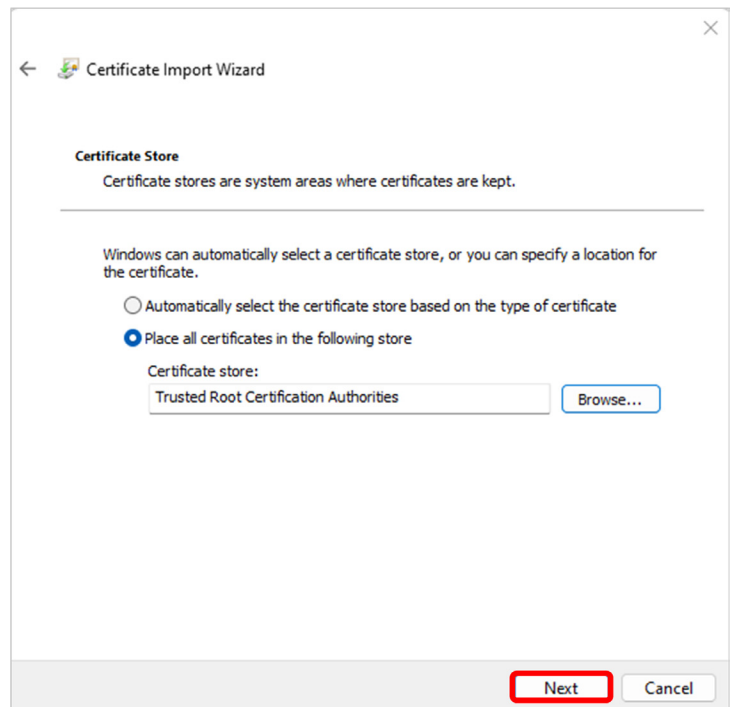 Certificate Import Wizard
Certificate Store
Certificate stores are system areas where certificates are kept.
Windows can automatically select a certificate store, or you can specify a location for
the certificate.
Automatically select the certificate store based on the type of certificate
Place all certificates in the following store
Certificate store:
Trusted Root Certification Authorities
Browse...
Next
Cancel